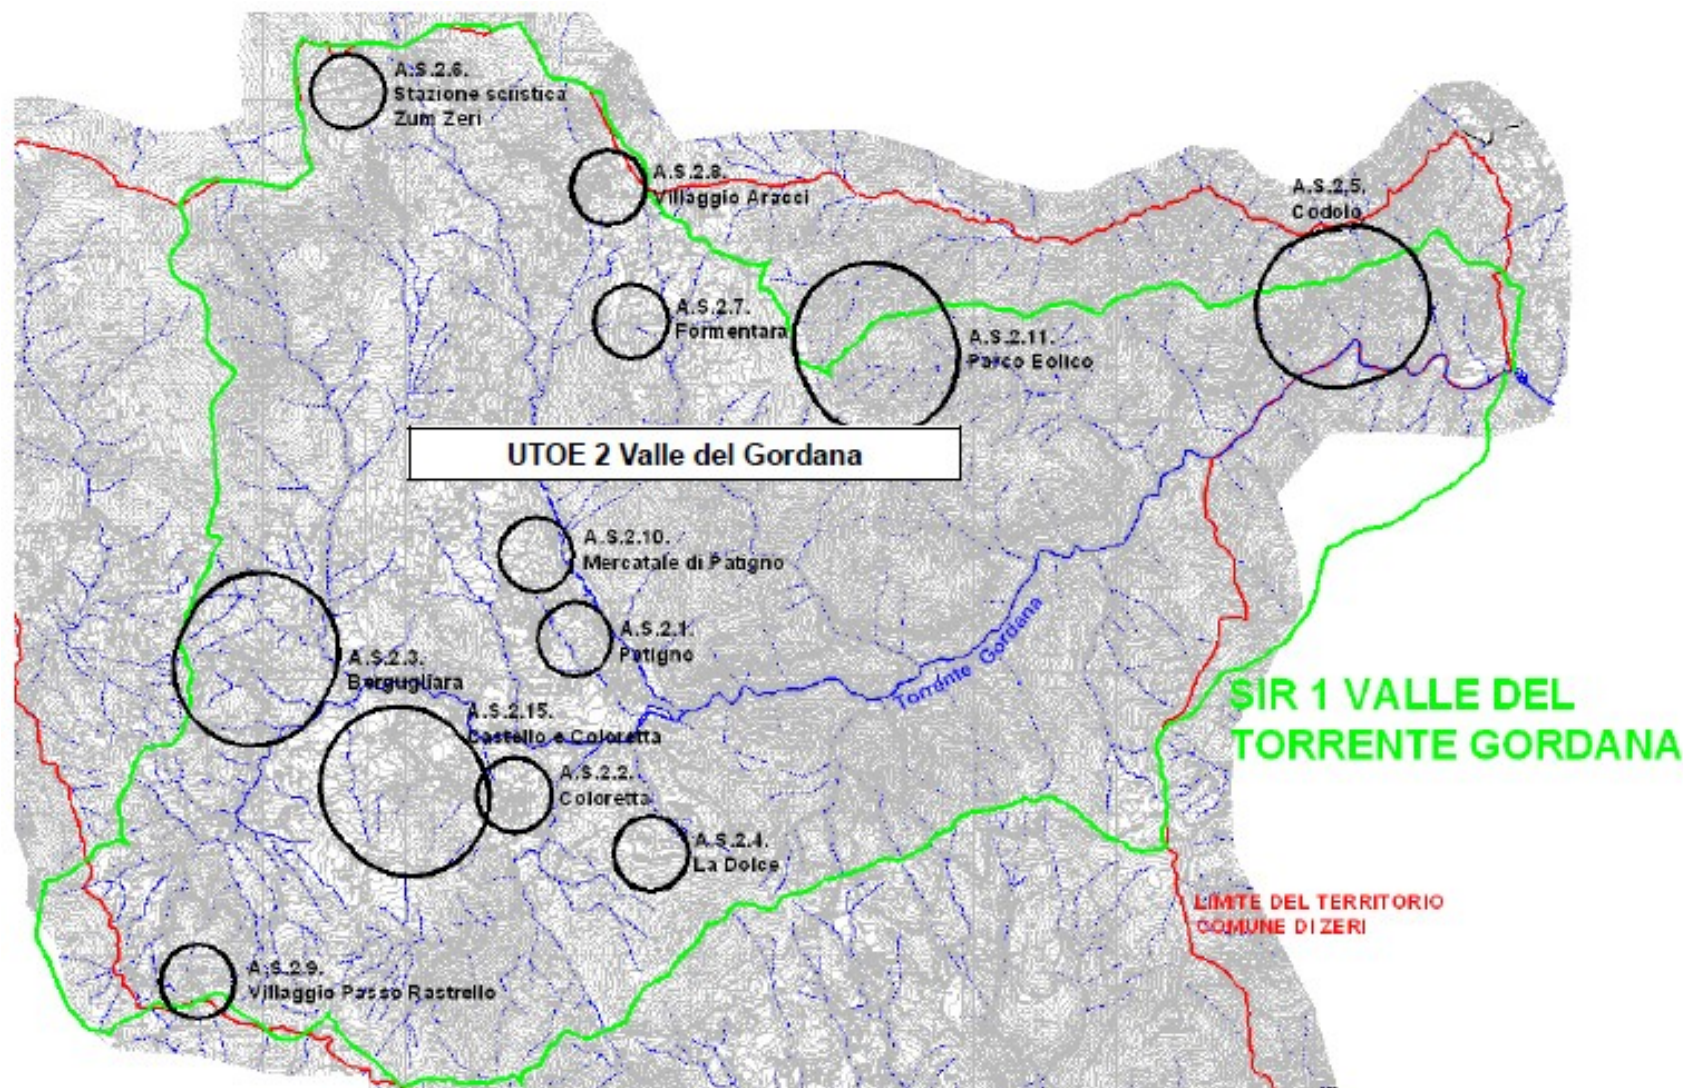 A.S.2.6.
Stazione sciistica
Zum Zeri
A.S.2.8.
Villaggio Aracci
A.S.2.5.
Codolo
A.S.2.7.
Formentara
A.S.2.11.
Parco Eolico
UTOE 2 Valle del Gordana
A.S.2.10.
Mercatale di Patigno
A.S.2.1.
Patigno
A.S.2.3.
Bergugliara
Torrente Gordana
A.S.2.15.
Castello e Coloretta
SIR 1 VALLE DEL
TORRENTE GORDANA
A.S.2.2.
Coloretta
A.S.2.4.
La Dolce
LIMITE DEL TERRITORIO
COMUNE DI ZERI
A.S.2.9.
Villaggio Passo Rastrello